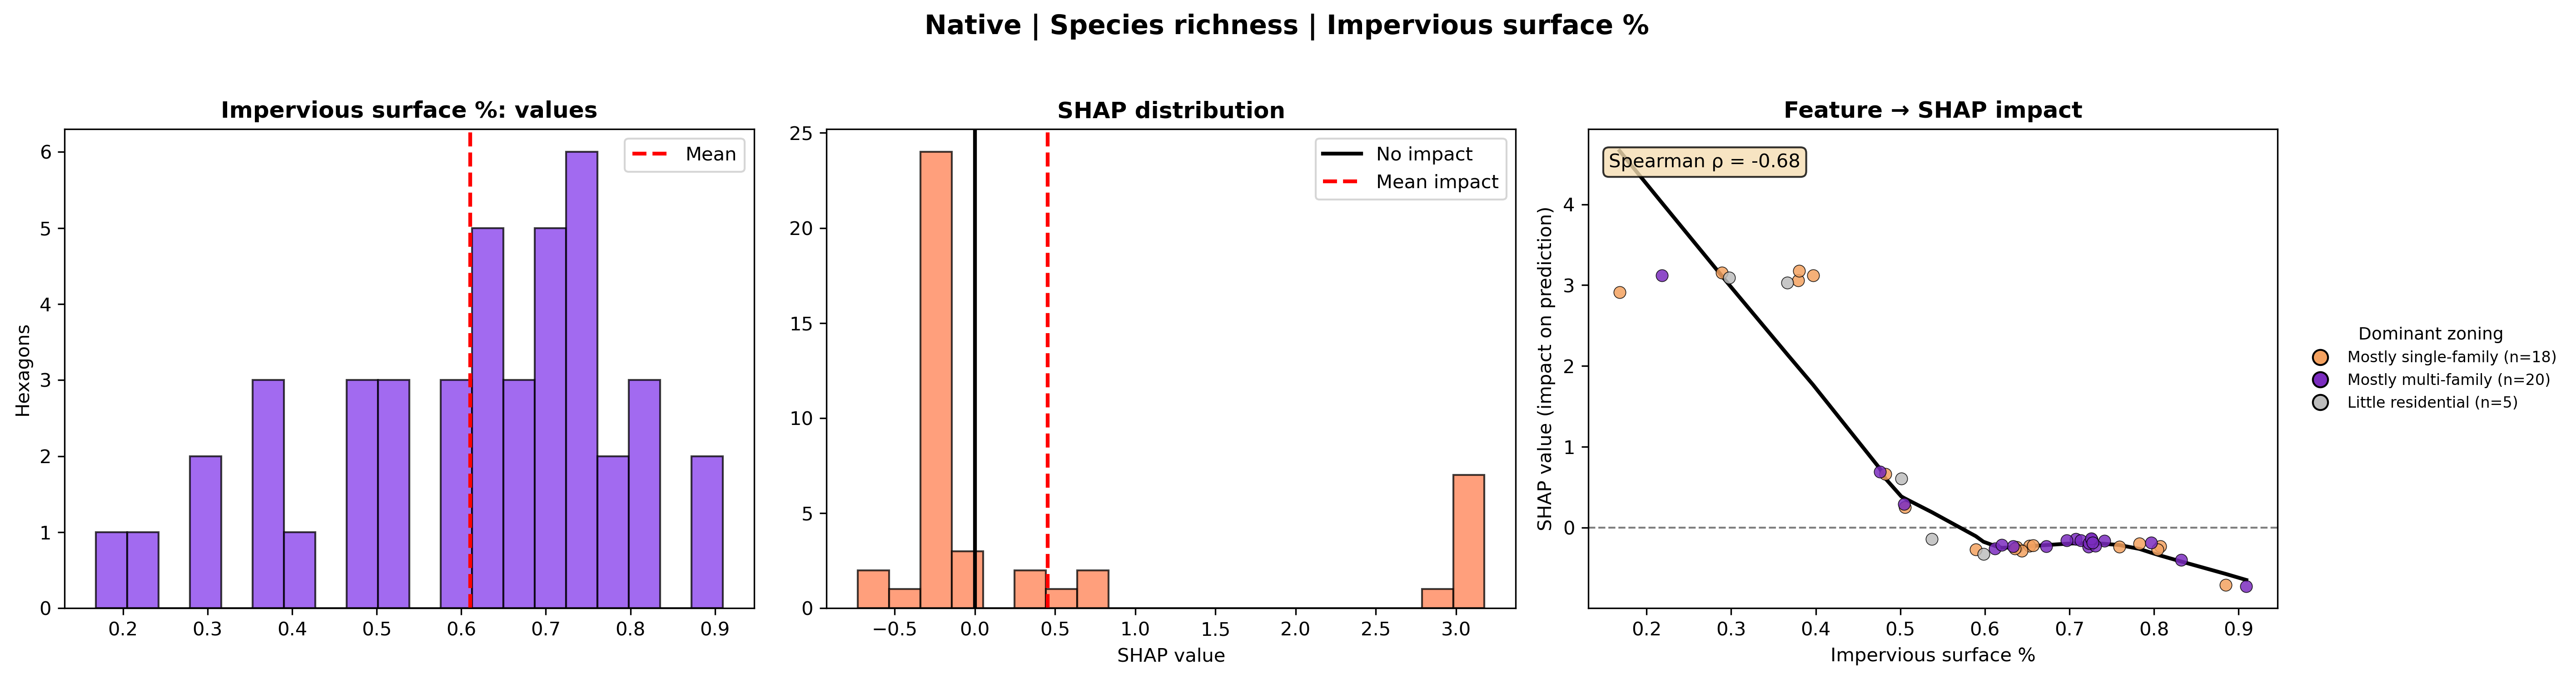 Native | Species richness | Impervious surface %
Impervious surface %: values
Mean
Hexagons
6
5
4
3
2
1
0
0.2 0.3 0.4 0.5 0.6 0.7 0.8 0.9
SHAP distribution
No impact
Mean impact
25
20
15
10
5
0
−0.5 0.0 0.5 1.0 1.5 2.0 2.5 3.0
SHAP value
Feature → SHAP impact
Spearman ρ = -0.68
SHAP value (impact on prediction)
4
3
2
1
0
0.2 0.3 0.4 0.5 0.6 0.7 0.8 0.9
Impervious surface %
Dominant zoning
Mostly single-family (n=18)
Mostly multi-family (n=20)
Little residential (n=5)